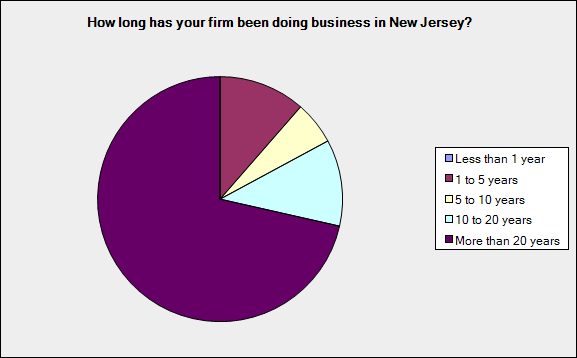 How long has your firm been doing business in New Jersey?
Less than 1 year
1 to 5 years
5 to 10 years
10 to 20 years
More than 20 years